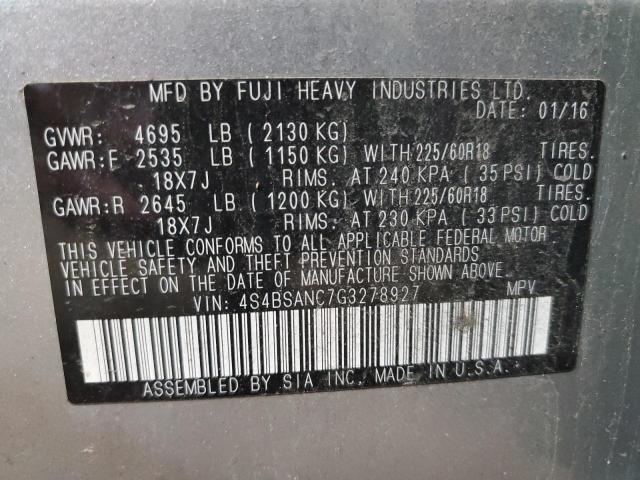 MFD BY FUJI HEAVY INDUSTRIES LTD.
DATE: 01/16
GVWR: 4695 LB (2130 KG)
GAWR:F 2535 LB (1150 KG) WITH 225/60R18 TIRES.
18X7J RIMS. AT 240 KPA (35 PSI) COLD
GAWR:R 2645 LB (1200 KG) WITH 225/60R18 TIRES.
18X7J RIMS. AT 230 KPA (33 PSI) COLD
THIS VEHICLE CONFORMS TO ALL APPLICABLE FEDERAL MOTOR
VEHICLE SAFETY AND THEFT PREVENTION STANDARDS
IN EFFECT ON THE DATE OF MANUFACTURE SHOWN ABOVE.
VIN: 4S4BSANC7G3278927 MPV
ASSEMBLED BY SIA INC. MADE IN U.S.A.